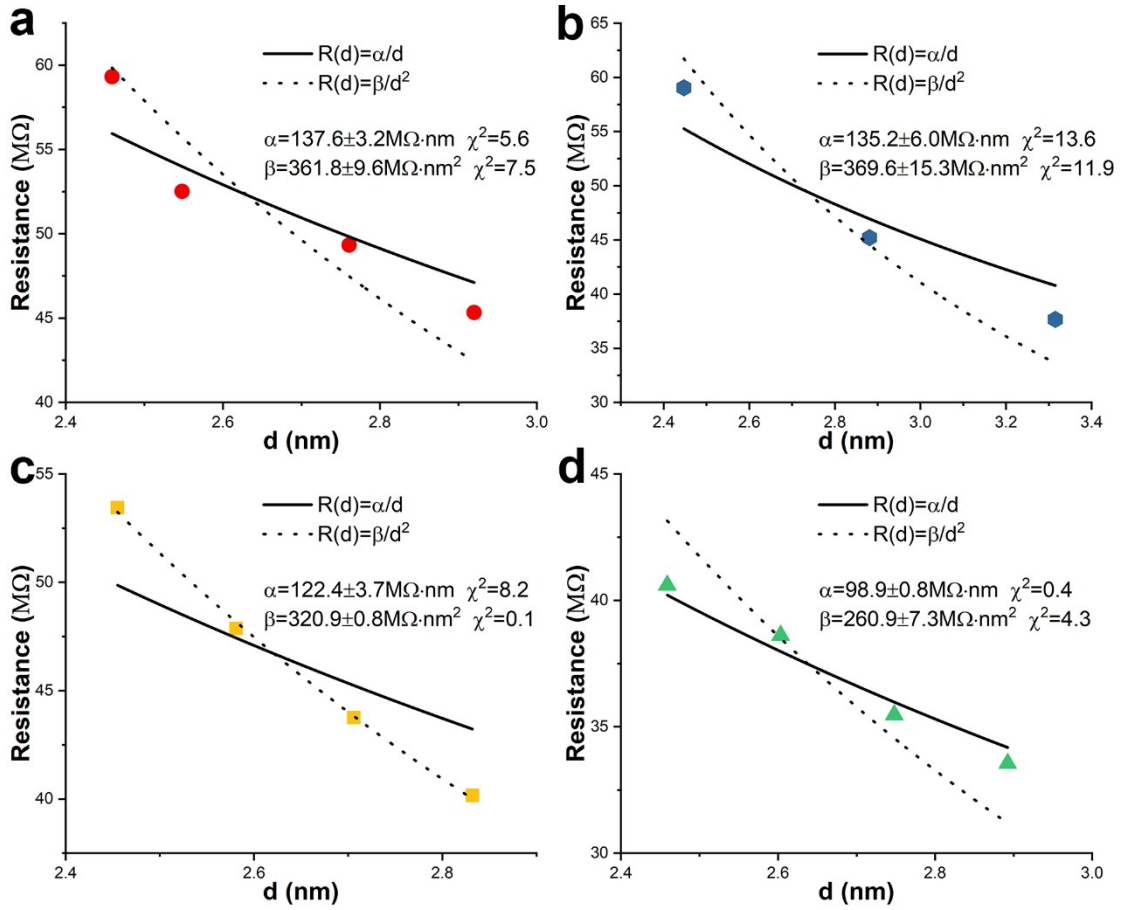 a
Resistance (MΩ)
60
55
50
45
40
2.4
2.6
2.8
3.0
d (nm)
R(d)=α/d
R(d)=β/d²
α=137.6±3.2MΩ·nm χ²=5.6
β=361.8±9.6MΩ·nm² χ²=7.5
b
Resistance (MΩ)
65
60
55
50
45
40
35
30
2.4
2.6
2.8
3.0
3.2
3.4
d (nm)
R(d)=α/d
R(d)=β/d²
α=135.2±6.0MΩ·nm χ²=13.6
β=369.6±15.3MΩ·nm² χ²=11.9
c
Resistance (MΩ)
55
50
45
40
2.4
2.6
2.8
d (nm)
R(d)=α/d
R(d)=β/d²
α=122.4±3.7MΩ·nm χ²=8.2
β=320.9±0.8MΩ·nm² χ²=0.1
d
Resistance (MΩ)
45
40
35
30
2.4
2.6
2.8
3.0
d (nm)
R(d)=α/d
R(d)=β/d²
α=98.9±0.8MΩ·nm χ²=0.4
β=260.9±7.3MΩ·nm² χ²=4.3